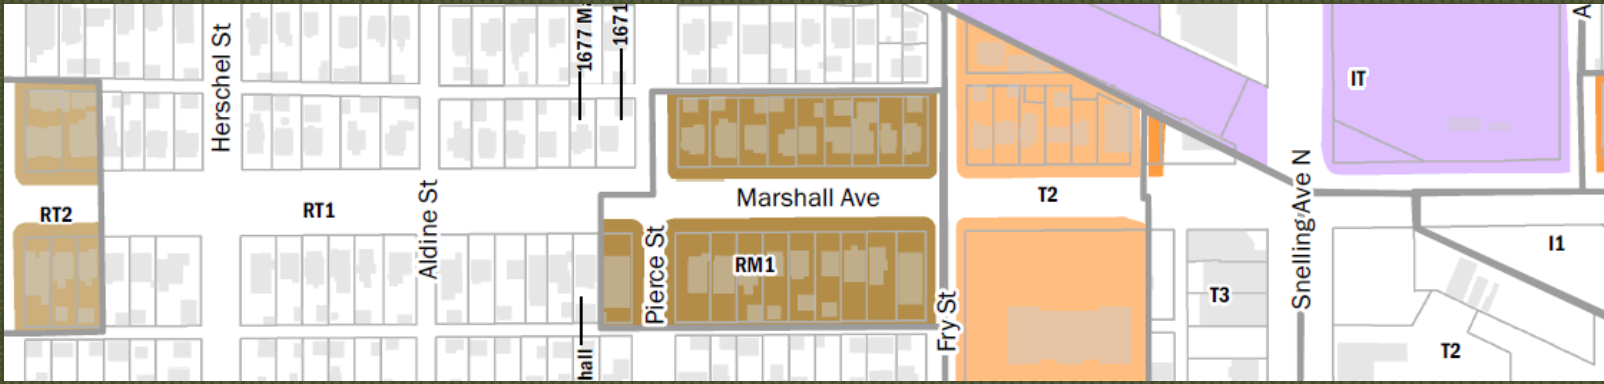 Herschel St
1677 Ma
1671
A
IT
RT2
RT1
Aldine St
Marshall Ave
T2
Snelling Ave N
Pierce St
RM1
Fry St
T3
I1
T2
hall